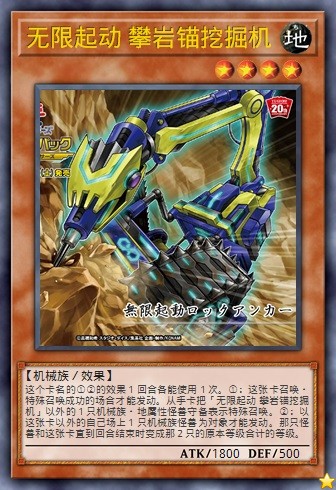 无限起动 攀岩锚挖掘机
地
20th
無限起動ロックアンカー
【机械族/效果】
这个卡名的①②的效果1回合各能使用1次。①：这张卡召唤·
特殊召唤成功的场合才能发动。从手卡把「无限起动 攀岩锚挖掘
机」以外的1只机械族·地属性怪兽守备表示特殊召唤。②：以
这张卡以外的自己场上1只机械族怪兽为对象才能发动。那只怪
兽和这张卡直到回合结束时变成那2只的原本等级合计的等级。
ATK/1800 DEF/500